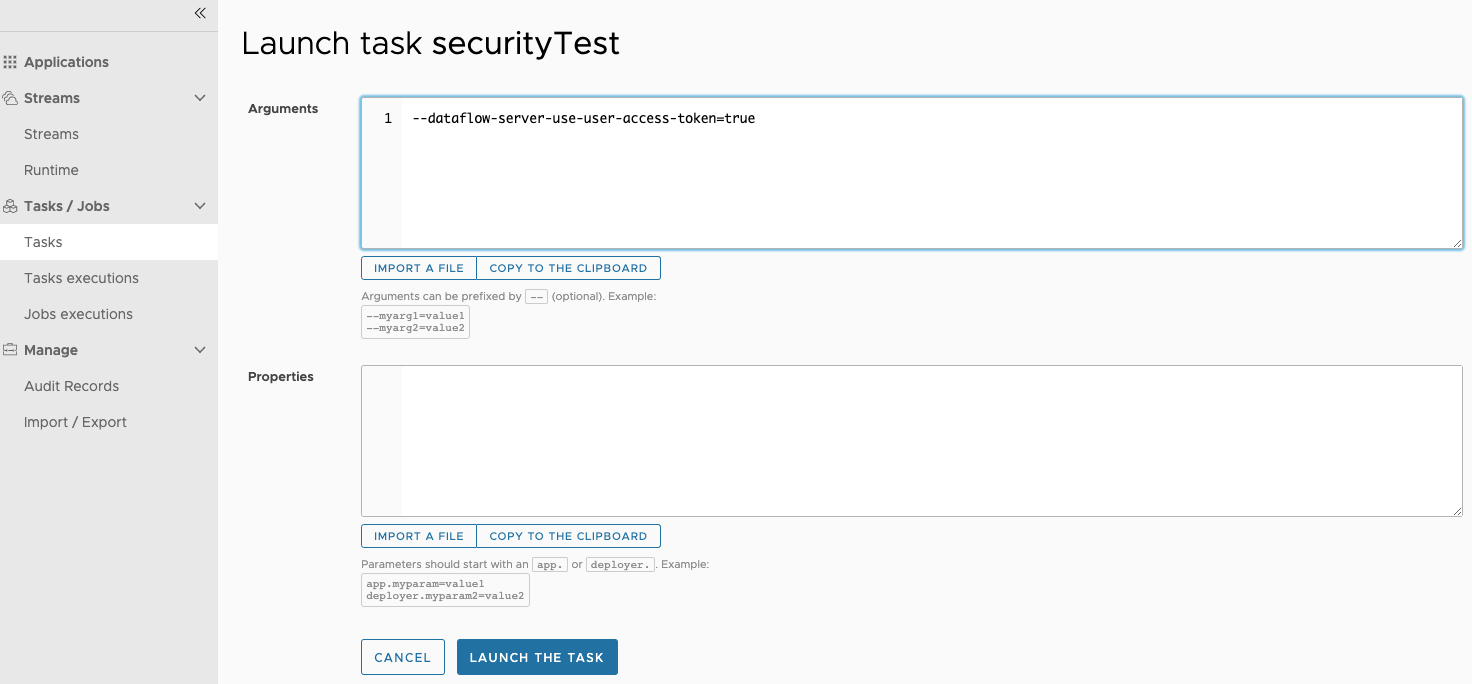 Launch task securityTest
Applications
Streams
Streams
Runtime
Tasks / Jobs
Tasks
Tasks executions
Jobs executions
Manage
Audit Records
Import / Export
Arguments
1 --dataflow-server-use-user-access-token=true
IMPORT A FILE COPY TO THE CLIPBOARD
Arguments can be prefixed by -- (optional). Example:
--myarg1=value1
--myarg2=value2
Properties
IMPORT A FILE COPY TO THE CLIPBOARD
Parameters should start with an app. or deployer. . Example:
app.myparam=value1
deployer.myparam2=value2
CANCEL LAUNCH THE TASK